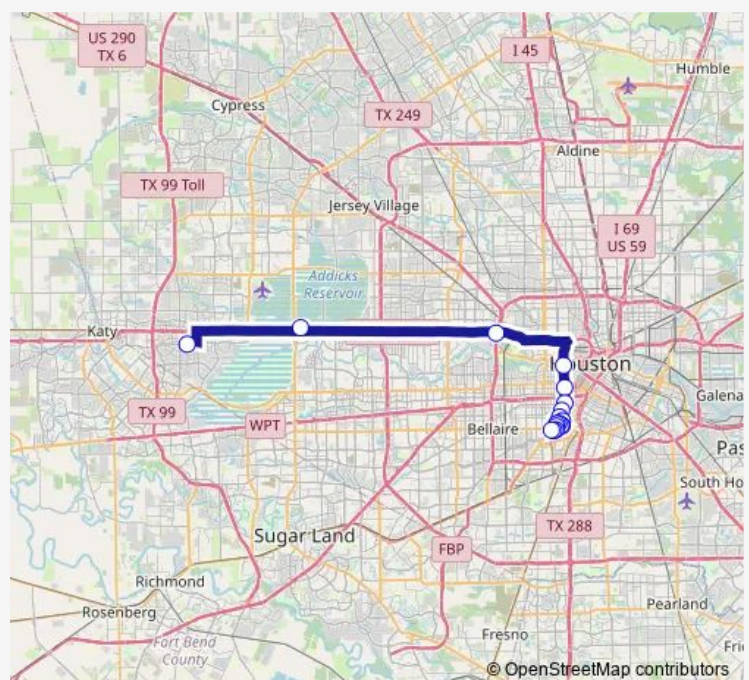 US 290
TX 6
I 45
Humble
Cypress
TX 249
Aldine
TX 99 Toll
Jersey Village
I 69
US 59
Addicks
Reservoir
Katy
Houston
TX 99
WPT
Bellaire
Galena
Pas
South Ho
TX 288
Sugar Land
FBP
Richmond
Rosenberg
Pearland
Fresno
Fort Bend
County
Fri
© OpenStreetMap contributors